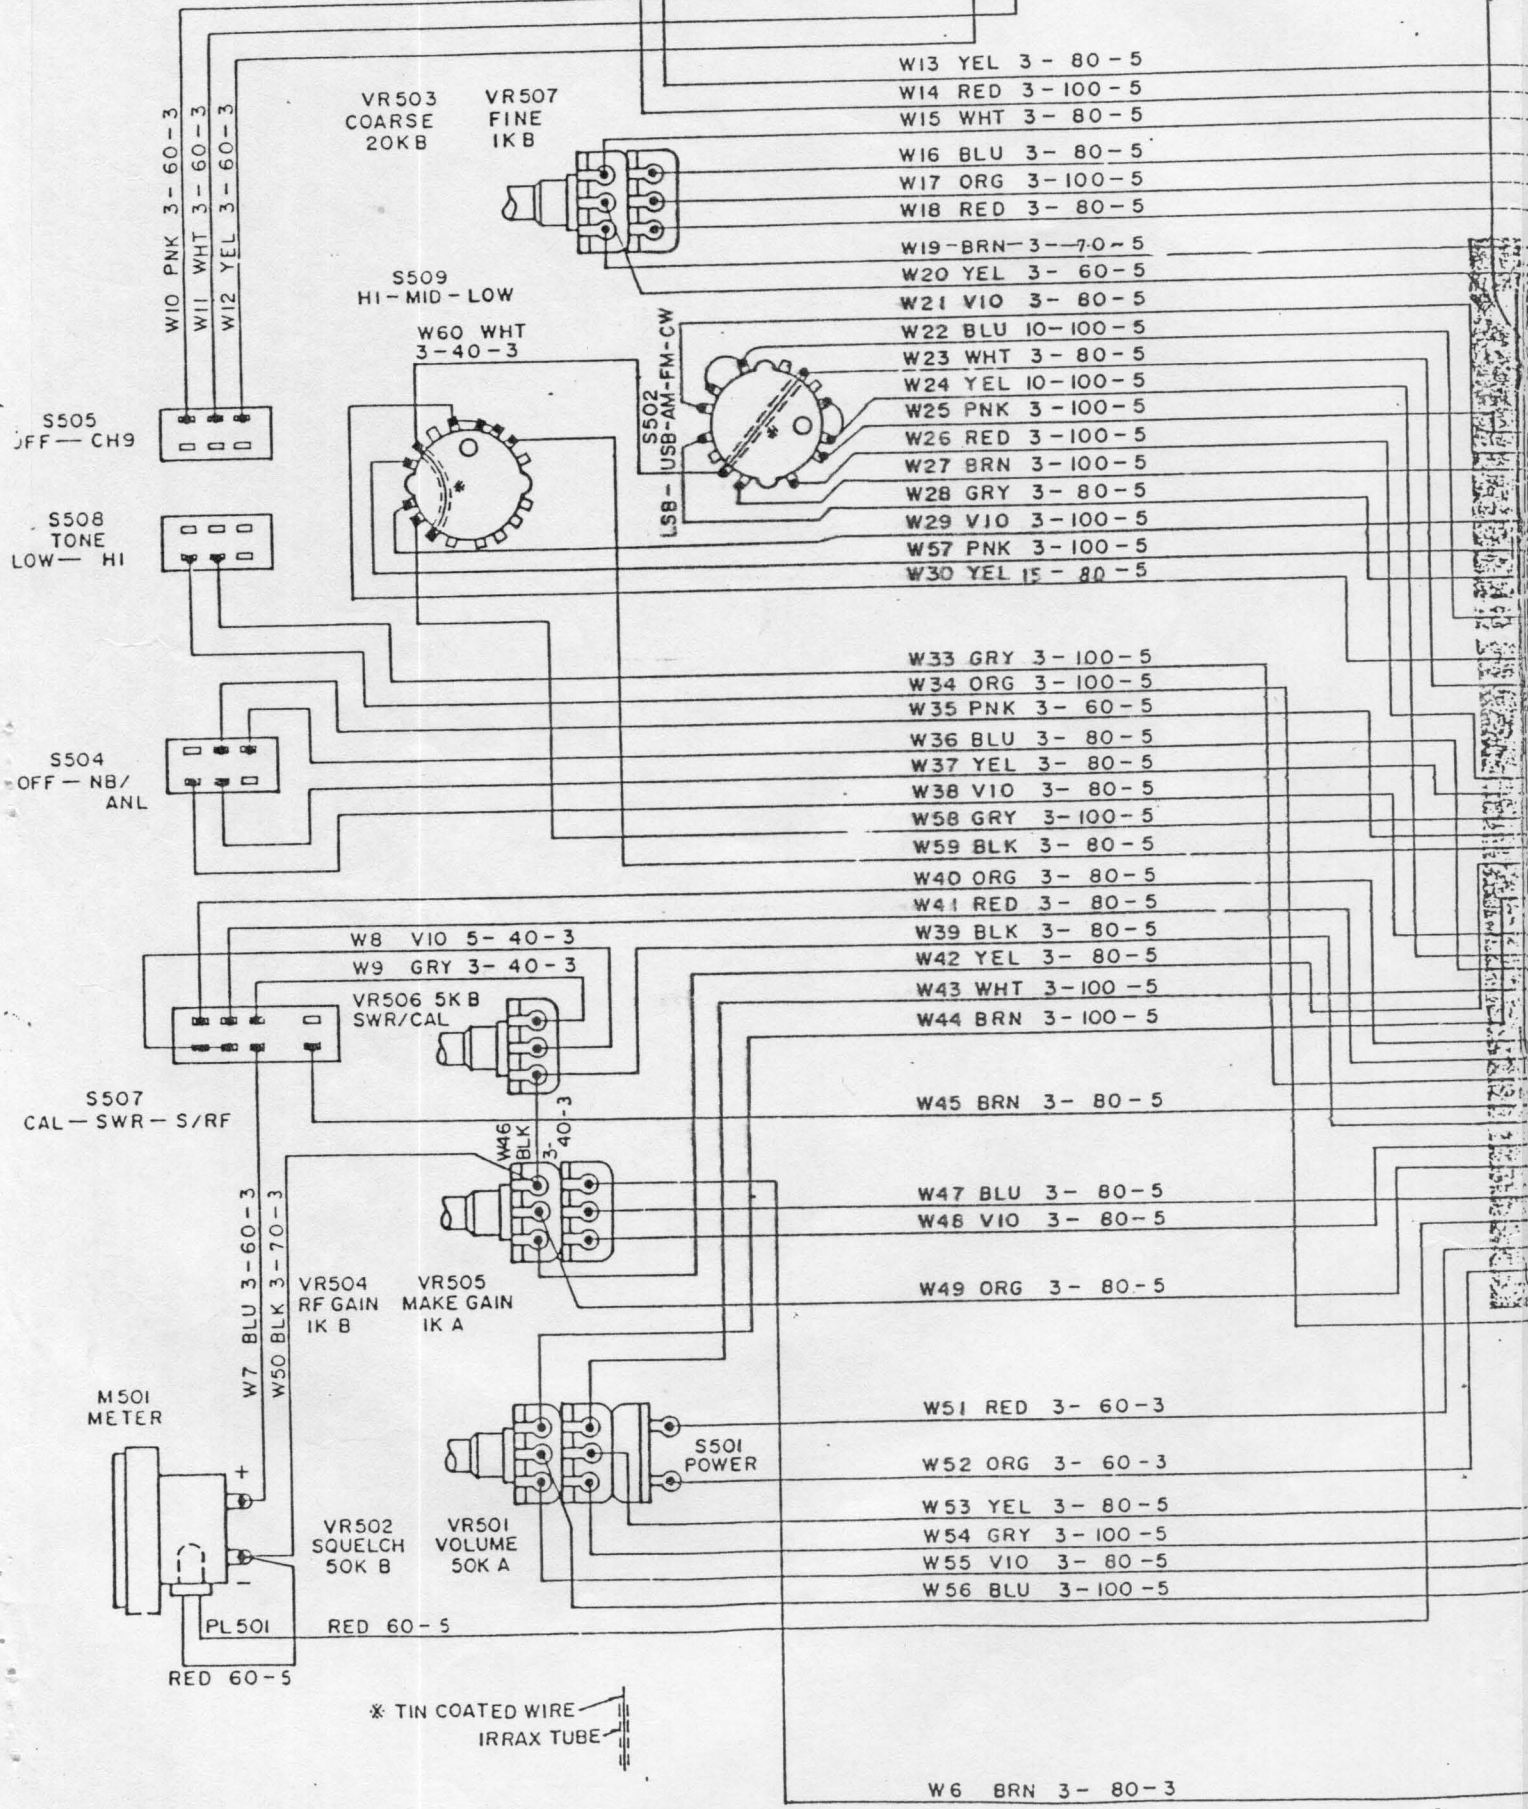 W13 YEL 3-80-5
W14 RED 3-100-5
W15 WHT 3-80-5
W16 BLU 3-80-5
W17 ORG 3-100-5
W18 RED 3-80-5
W19-BRN-3-70-5
W20 YEL 3-60-5
W21 VIO 3-80-5
W22 BLU 10-100-5
W23 WHT 3-80-5
W24 YEL 10-100-5
W25 PNK 3-100-5
W26 RED 3-100-5
W27 BRN 3-100-5
W28 GRY 3-80-5
W29 VIO 3-100-5
W57 PNK 3-100-5
W30 YEL 15-80-5
W10 PNK 3-60-3
W11 WHT 3-60-3
W12 YEL 3-60-3
VR503
COARSE
20KB
VR507
FINE
1KB
S509
HI-MID-LOW
W60 WHT
3-40-3
S502
LSB-USB-AM-FM-CW
S505
OFF—CH9
S508
TONE
LOW—HI
S504
OFF—NB/
ANL
W33 GRY 3-100-5
W34 ORG 3-100-5
W35 PNK 3-60-5
W36 BLU 3-80-5
W37 YEL 3-80-5
W38 VIO 3-80-5
W58 GRY 3-100-5
W59 BLK 3-80-5
W40 ORG 3-80-5
W41 RED 3-80-5
W39 BLK 3-80-5
W42 YEL 3-80-5
W43 WHT 3-100-5
W44 BRN 3-100-5
W8 VIO 5-40-3
W9 GRY 3-40-3
VR506 5KB
SWR/CAL
S507
CAL—SWR—S/RF
W45 BRN 3-80-5
W46
BLK
3-
40-3
W47 BLU 3-80-5
W48 VIO 3-80-5
W49 ORG 3-80-5
W7 BLU 3-60-3
W50 BLK 3-70-3
VR504
RF GAIN
1K B
VR505
MAKE GAIN
1K A
M501
METER
+
-
S501
POWER
W51 RED 3-60-3
W52 ORG 3-60-3
W53 YEL 3-80-5
W54 GRY 3-100-5
W55 VIO 3-80-5
W56 BLU 3-100-5
VR502
SQUELCH
50K B
VR501
VOLUME
50K A
PL501 RED 60-5
RED 60-5
※ TIN COATED WIRE
IRRAX TUBE
W6 BRN 3-80-3